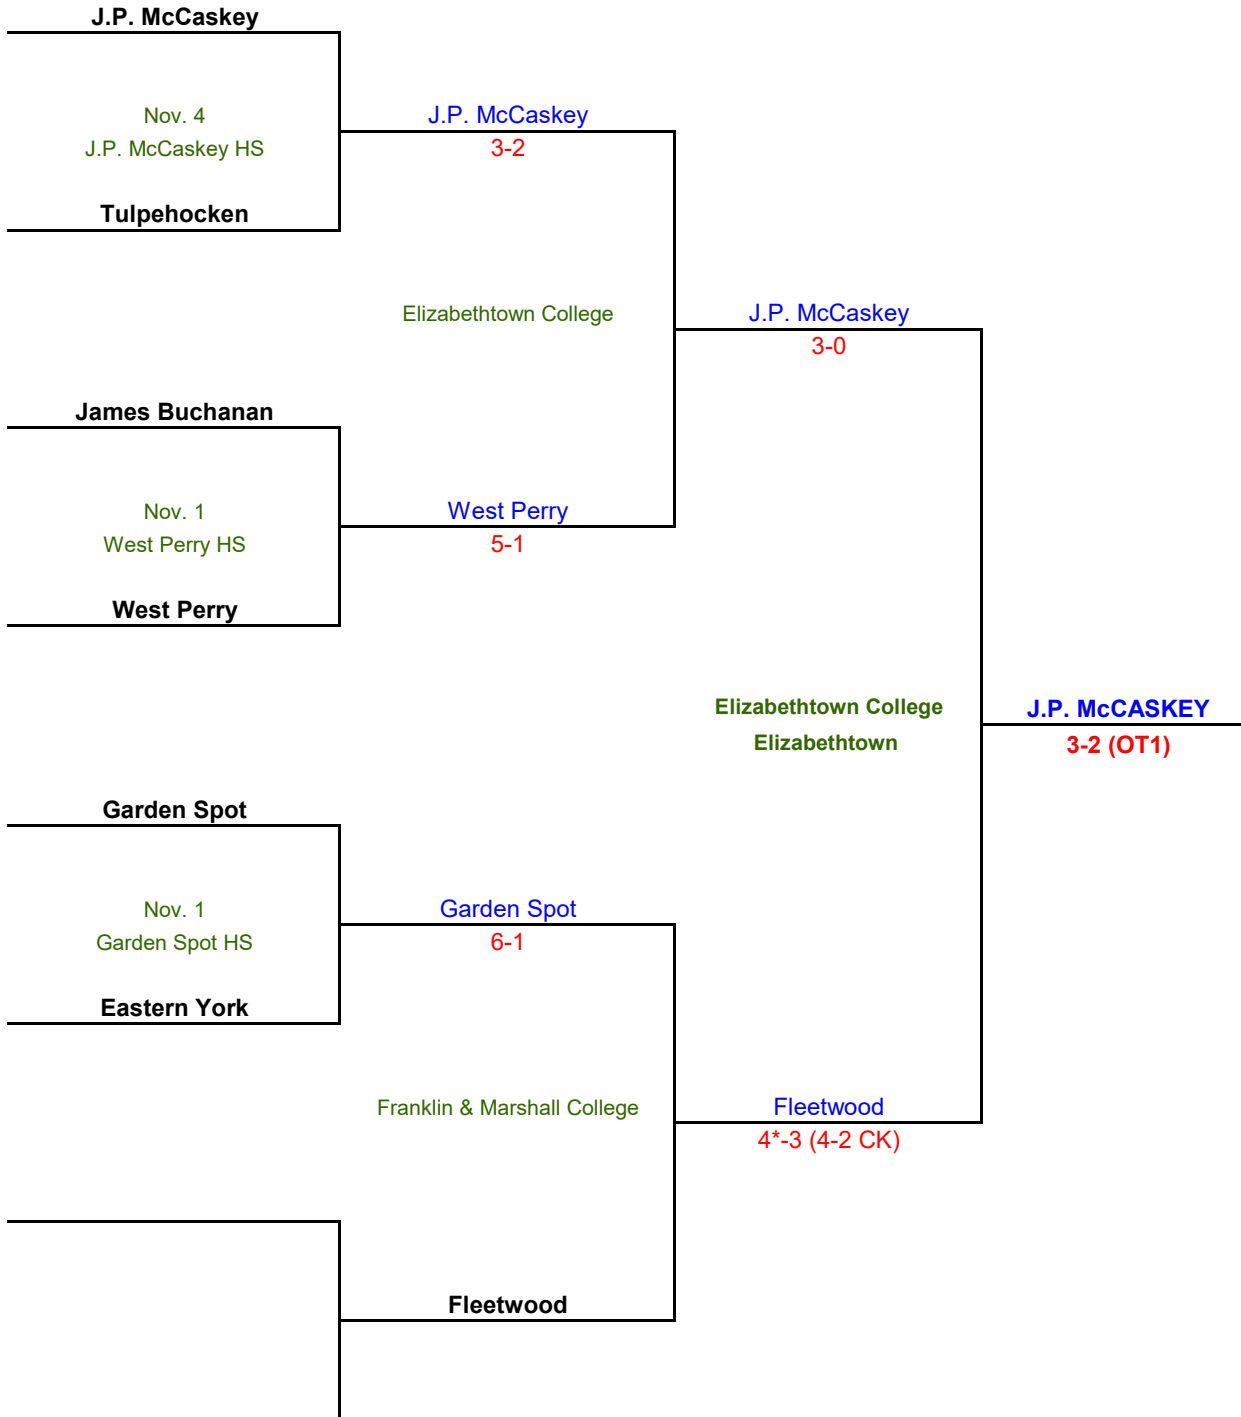 J.P. McCaskey
Nov. 4
J.P. McCaskey HS
Tulpehocken
J.P. McCaskey
3-2
Elizabethtown College
J.P. McCaskey
3-0
James Buchanan
Nov. 1
West Perry HS
West Perry
West Perry
5-1
Elizabethtown College
Elizabethtown
J.P. McCASKEY
3-2 (OT1)
Garden Spot
Nov. 1
Garden Spot HS
Eastern York
Garden Spot
6-1
Franklin & Marshall College
Fleetwood
4*-3 (4-2 CK)
Fleetwood